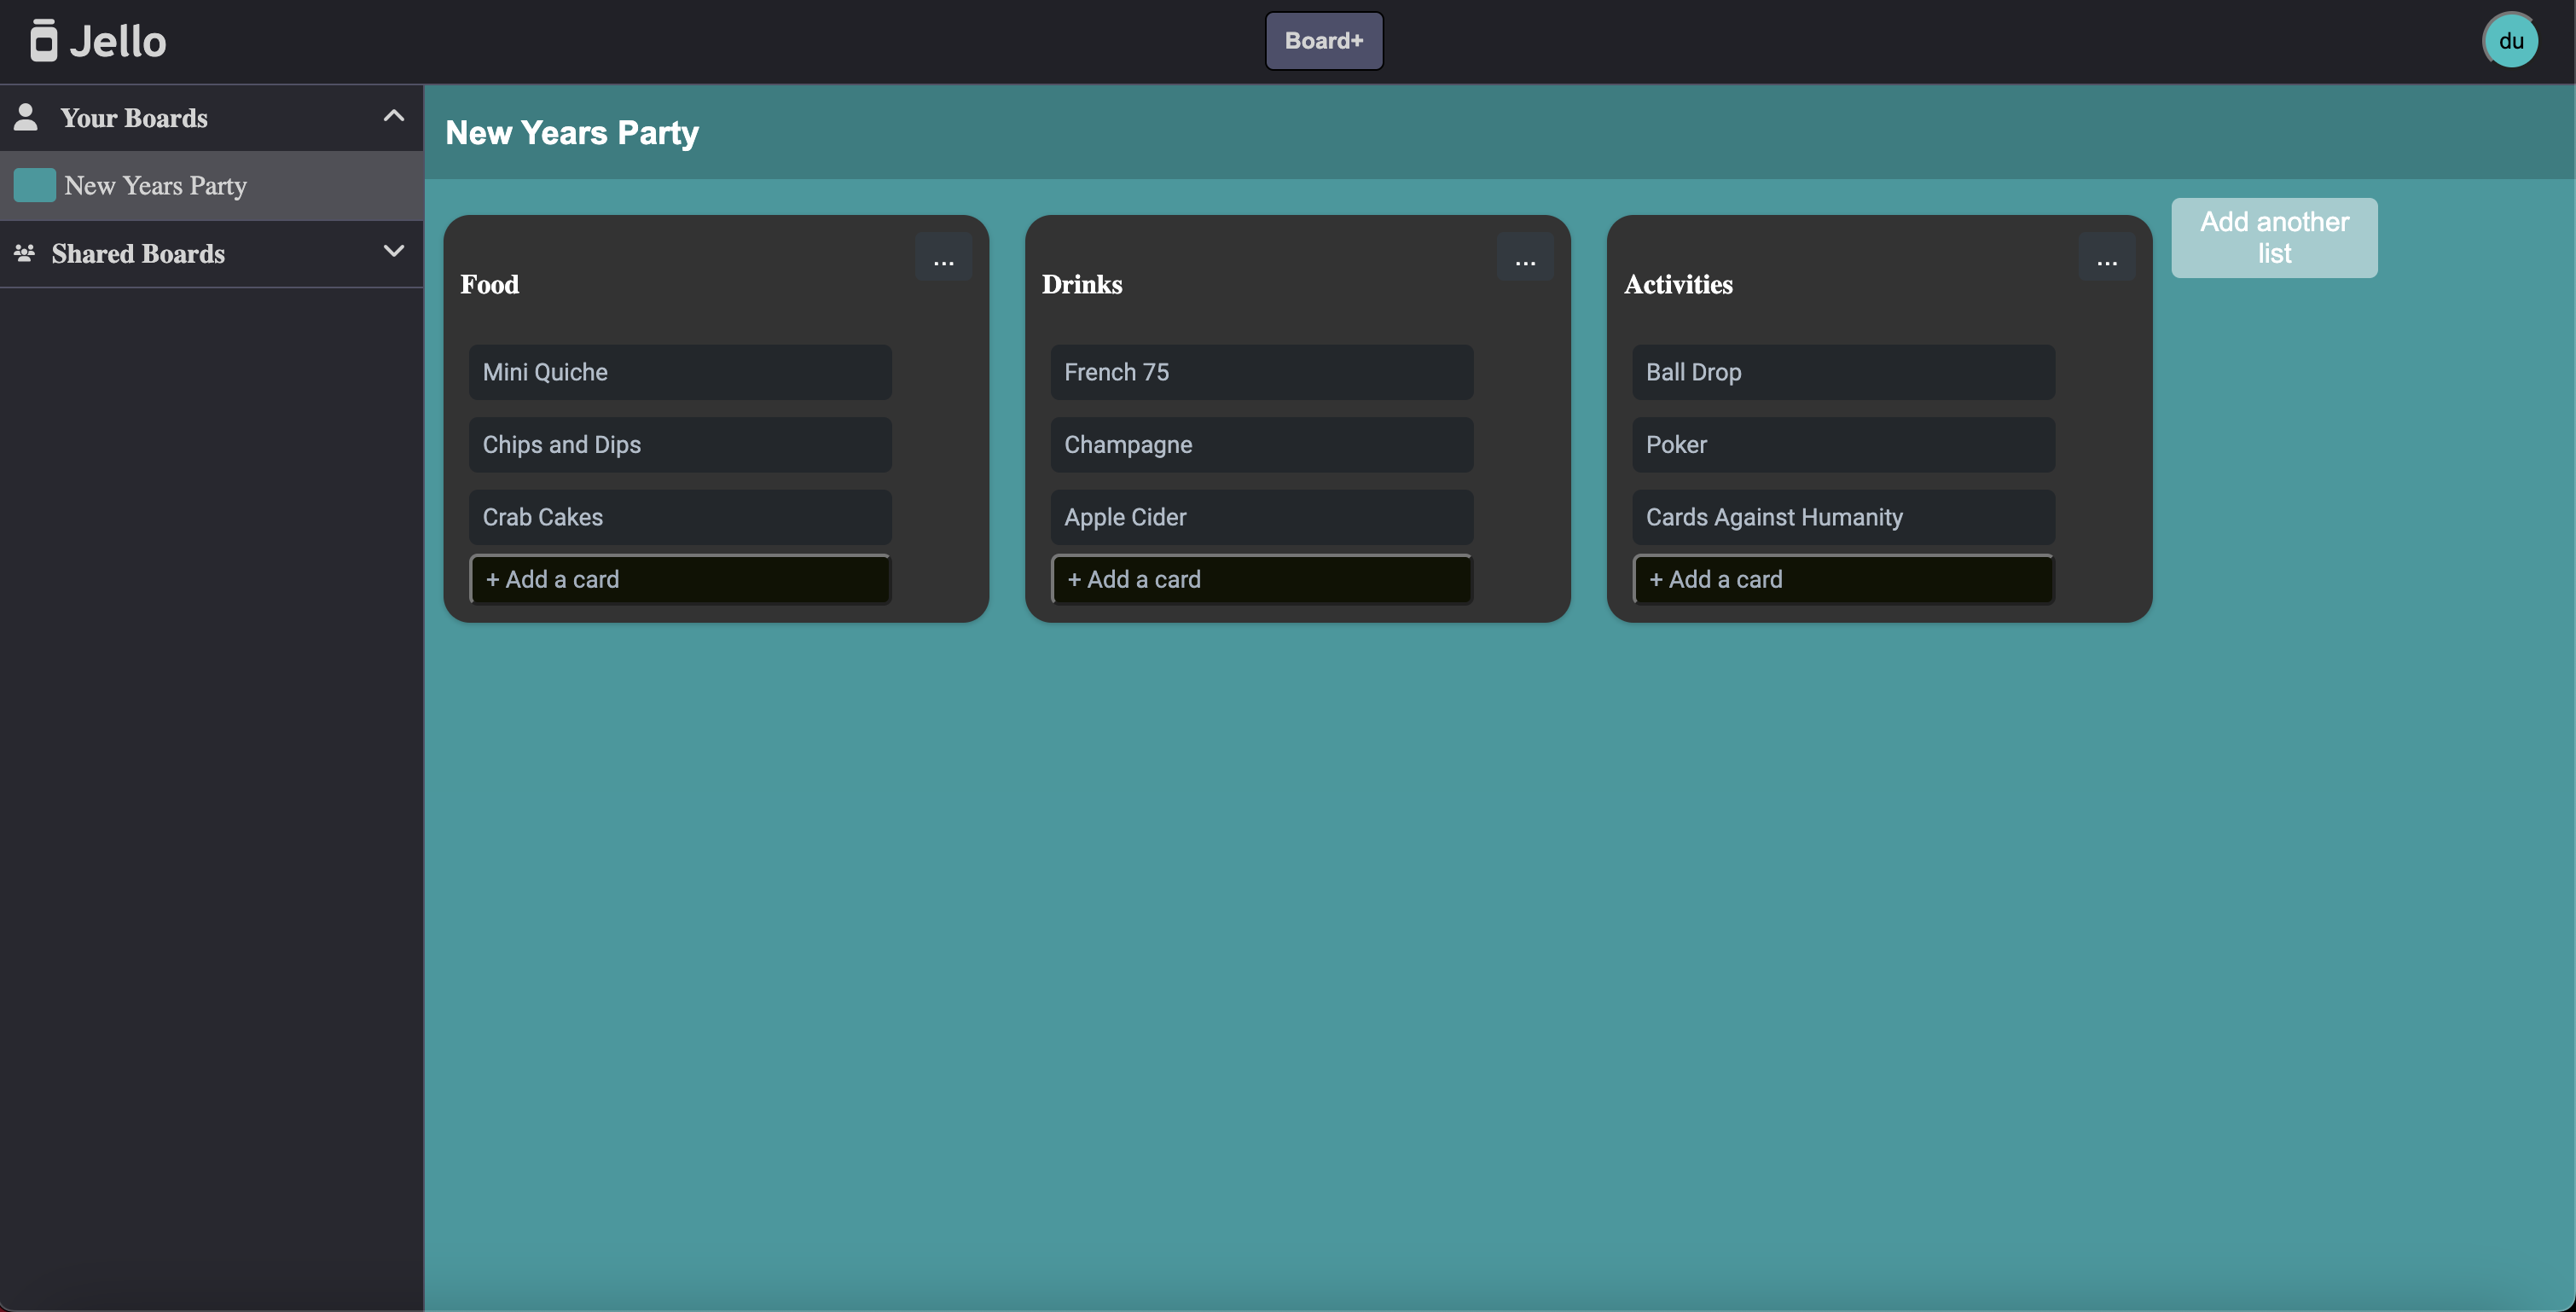 Jello
Board+
du
Your Boards
New Years Party
Shared Boards
New Years Party
Food
...
Mini Quiche
Chips and Dips
Crab Cakes
+ Add a card
Drinks
...
French 75
Champagne
Apple Cider
+ Add a card
Activities
...
Ball Drop
Poker
Cards Against Humanity
+ Add a card
Add another
list